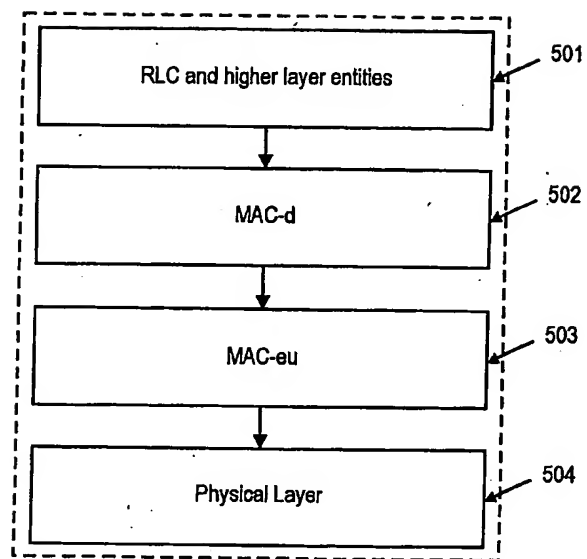 RLC and higher layer entities
501
MAC-d
502
MAC-eu
503
Physical Layer
504